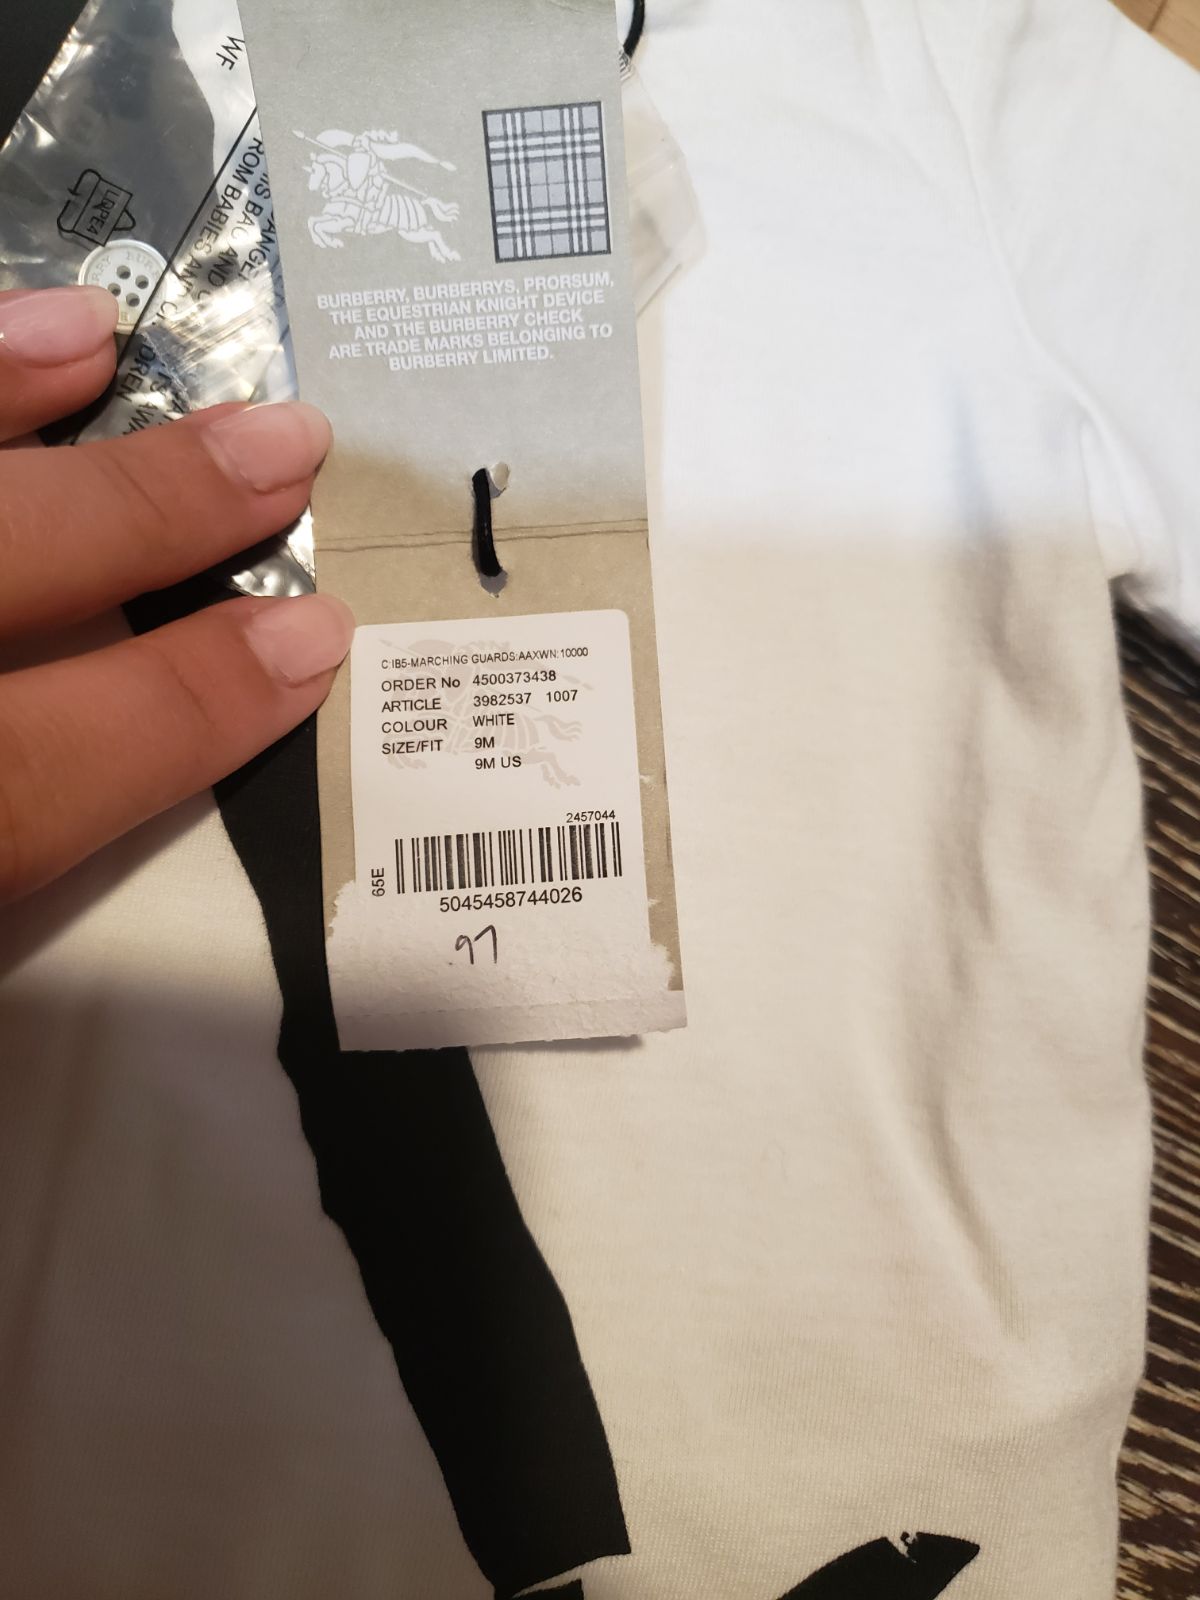 WF
LDPE4
BURBERRY, BURBERRYS, PRORSUM,
THE EQUESTRIAN KNIGHT DEVICE
AND THE BURBERRY CHECK
ARE TRADE MARKS BELONGING TO
BURBERRY LIMITED.
C:IB5-MARCHING GUARDS:AAXWN:10000
ORDER No 4500373438
ARTICLE 3982537 1007
COLOUR WHITE
SIZE/FIT 9M
9M US
2457044
65E
5045458744026
.97